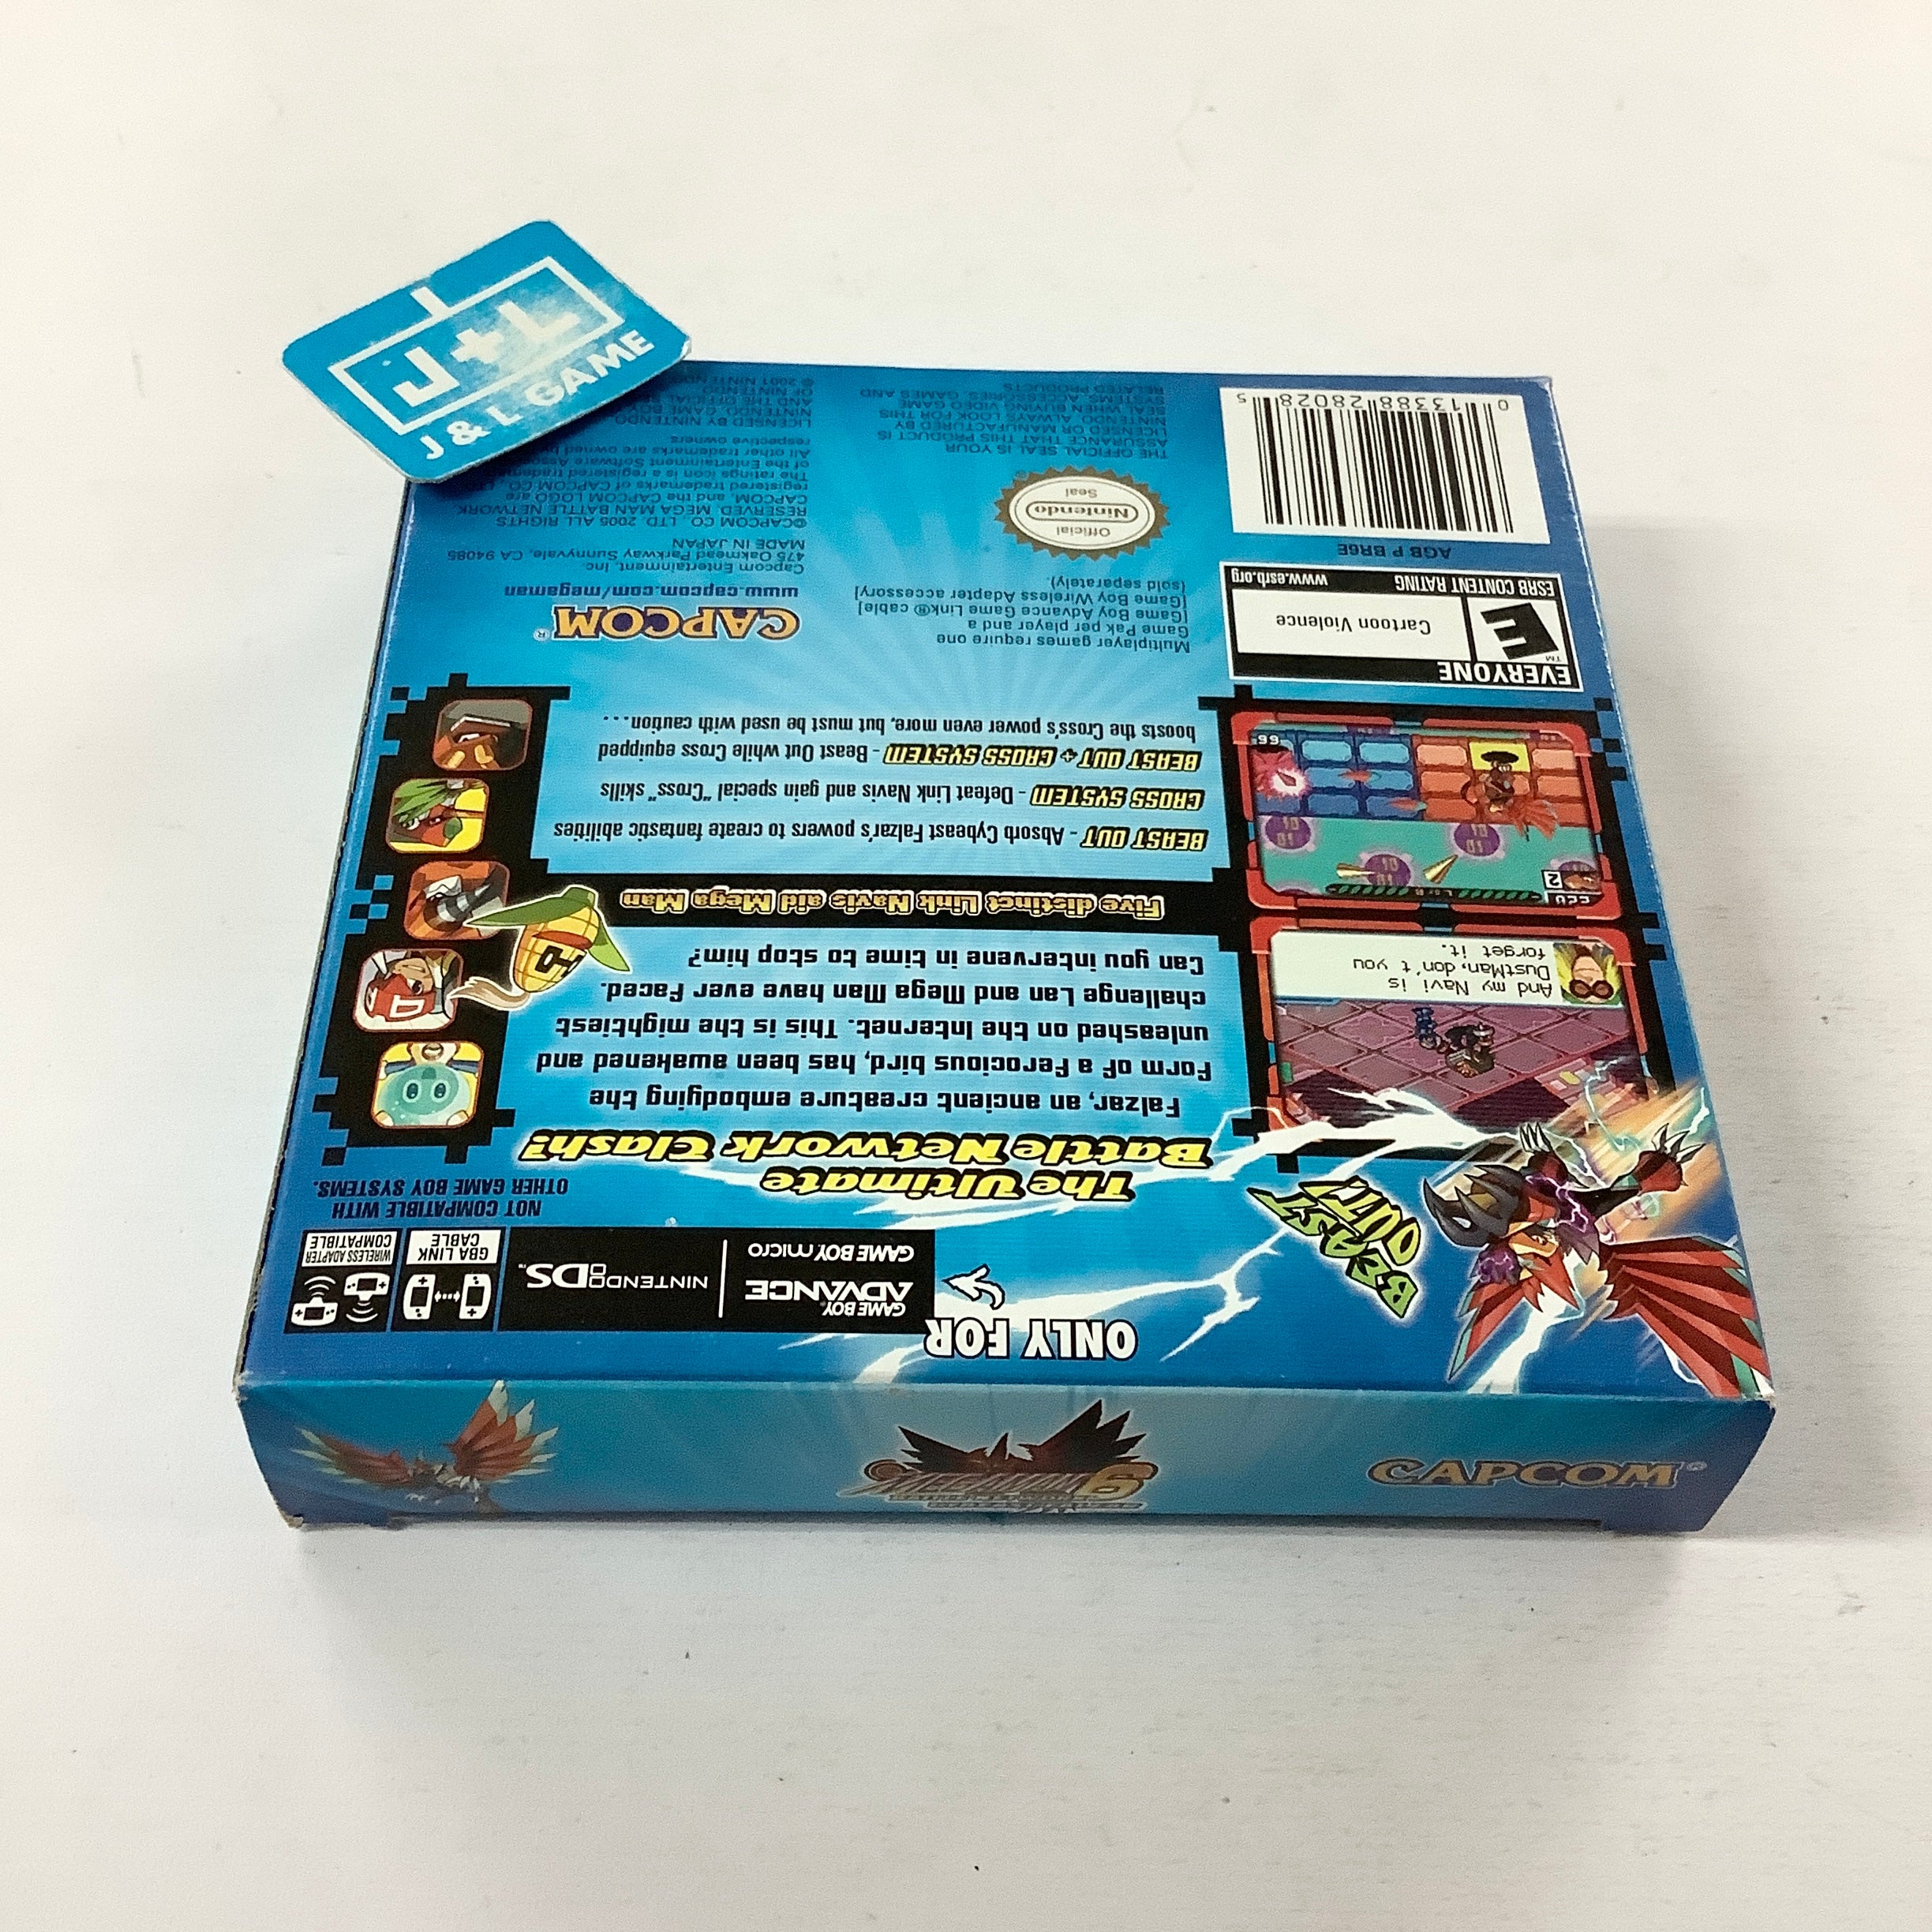 J+L
J & L GAME
ONLY FOR
GAME BOY
ADVANCE
GAME BOY micro
NINTENDO DS™
GBA LINK
CABLE
WIRELESS ADAPTER
COMPATIBLE
NOT COMPATIBLE WITH
OTHER GAME BOY SYSTEMS.
BEAST
OUT!
The Ultimate
Battle Network Clash!
Falzar, an ancient creature embodying the
form of a ferocious bird, has been awakened and
unleashed on the Internet. This is the mightiest
challenge Lan and Mega Man have ever faced.
Can you intervene in time to stop him?
And my Navi is
DustMan, don't you
forget it.
Five distinct Link Navis aid Mega Man
BEAST OUT - Absorb Cybeast Falzar's powers to create fantastic abilities
CROSS SYSTEM - Defeat Link Navis and gain special "Cross" skills
BEAST OUT + CROSS SYSTEM - Beast Out while Cross equipped
boosts the Cross's power even more, but must be used with caution....
EVERYONE
E™
Cartoon Violence
ESRB CONTENT RATING www.esrb.org
Multiplayer games require one
Game Pak per player and a
[Game Boy Advance Game Link® cable]
[Game Boy Wireless Adapter accessory]
(sold separately).
CAPCOM®
www.capcom.com/megaman
Capcom Entertainment, Inc.
475 Oakmead Parkway Sunnyvale, CA 94085
MADE IN JAPAN
©CAPCOM CO., LTD. 2005 ALL RIGHTS
RESERVED. MEGA MAN BATTLE NETWORK,
CAPCOM, and the CAPCOM LOGO are
registered trademarks of CAPCOM CO.,
The ratings icon is a registered
of the Entertainment Software
All other trademarks are owned by
respective owners
LICENSED BY NINTENDO
NINTENDO, GAME BOY
AND THE OFFICIAL
OF NINTENDO
© 2001 NINTENDO
Official
Nintendo
Seal
THE OFFICIAL SEAL IS YOUR
ASSURANCE THAT THIS PRODUCT IS
LICENSED OR MANUFACTURED BY
NINTENDO. ALWAYS LOOK FOR THIS
SEAL WHEN BUYING VIDEO GAME
SYSTEMS, ACCESSORIES, GAMES AND
RELATED PRODUCTS
AGB P BR6E
0 13388 28028 5
CAPCOM®
6